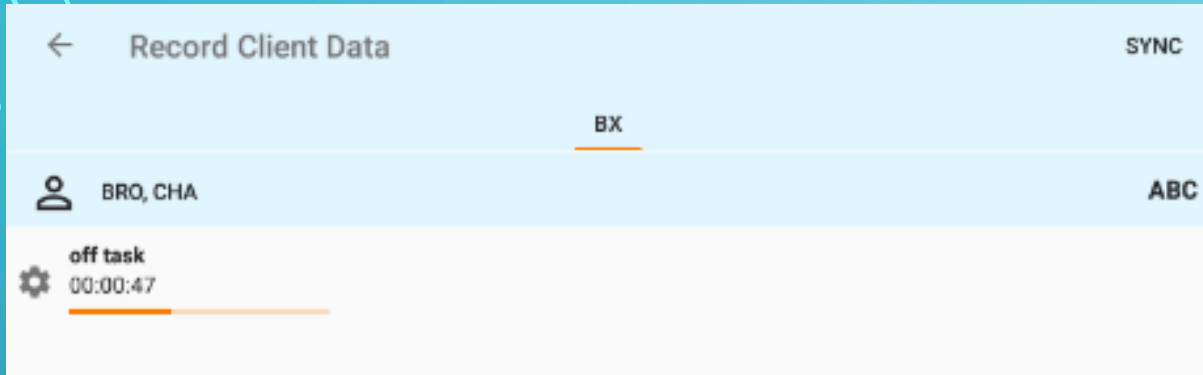 Record Client Data
SYNC
BX
BRO, CHA
ABC
off task
00:00:47